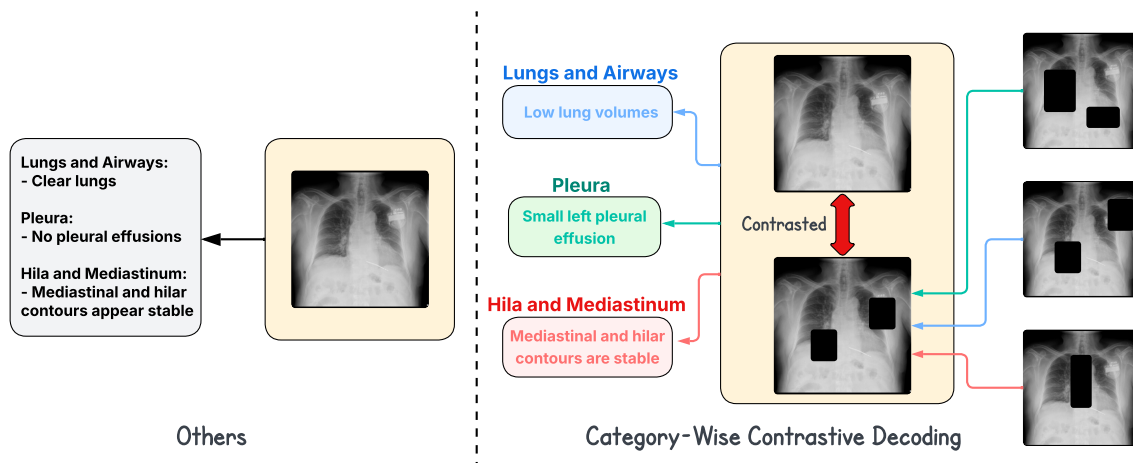 Lungs and Airways:
- Clear lungs
Pleura:
- No pleural effusions
Hila and Mediastinum:
- Mediastinal and hilar
contours appear stable
Others
Lungs and Airways
Low lung volumes
Pleura
Small left pleural
effusion
Hila and Mediastinum
Mediastinal and hilar
contours are stable
Contrasted
Category-Wise Contrastive Decoding